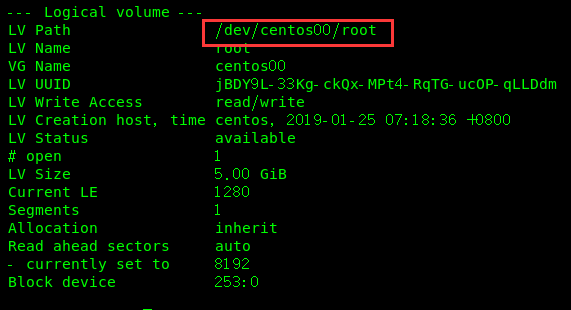 --- Logical volume ---
LV Path /dev/centos00/root
LV Name root
VG Name centos00
LV UUID jBDY9L-33Kg-ckQx-MPt4-RqTG-ucOP-qLLDdm
LV Write Access read/write
LV Creation host, time centos, 2019-01-25 07:18:36 +0800
LV Status available
# open 1
LV Size 5.00 GiB
Current LE 1280
Segments 1
Allocation inherit
Read ahead sectors auto
- currently set to 8192
Block device 253:0